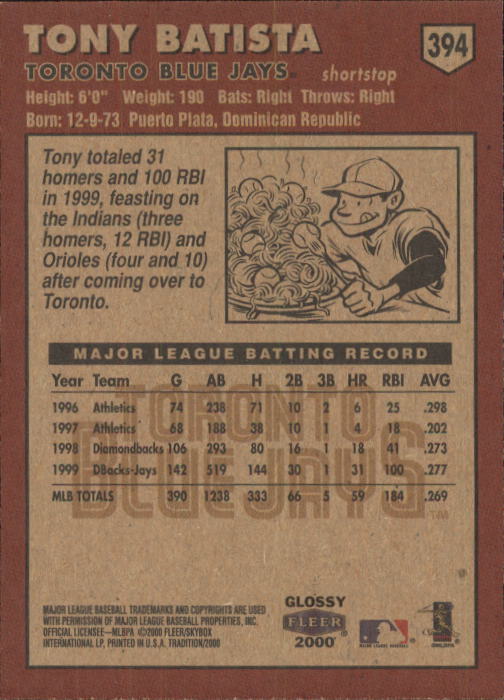 TONY BATISTA
394
TORONTO BLUE JAYS shortstop
Height: 6'0" Weight: 190 Bats: Right Throws: Right
Born: 12-9-73 Puerto Plata, Dominican Republic
Tony totaled 31
homers and 100 RBI
in 1999, feasting on
the Indians (three
homers, 12 RBI) and
Orioles (four and 10)
after coming over to
Toronto.
MAJOR LEAGUE BATTING RECORD
Year Team G AB H 2B 3B HR RBI AVG
1996 Athletics 74 238 71 10 2 6 25 .298
1997 Athletics 68 188 38 10 1 4 18 .202
1998 Diamondbacks 106 293 80 16 1 18 41 .273
1999 DBacks-Jays 142 519 144 30 1 31 100 .277
MLB TOTALS 390 1238 333 66 5 59 184 .269
TORONTO
BLUE JAYS™
MAJOR LEAGUE BASEBALL TRADEMARKS AND COPYRIGHTS ARE USED
WITH PERMISSION OF MAJOR LEAGUE BASEBALL PROPERTIES, INC.
OFFICIAL LICENSEE—MLBPA ©2000 FLEER/SKYBOX
INTERNATIONAL LP, PRINTED IN U.S.A. TRADITION/2000
GLOSSY
FLEER
2000
MAJOR LEAGUE BASEBALL